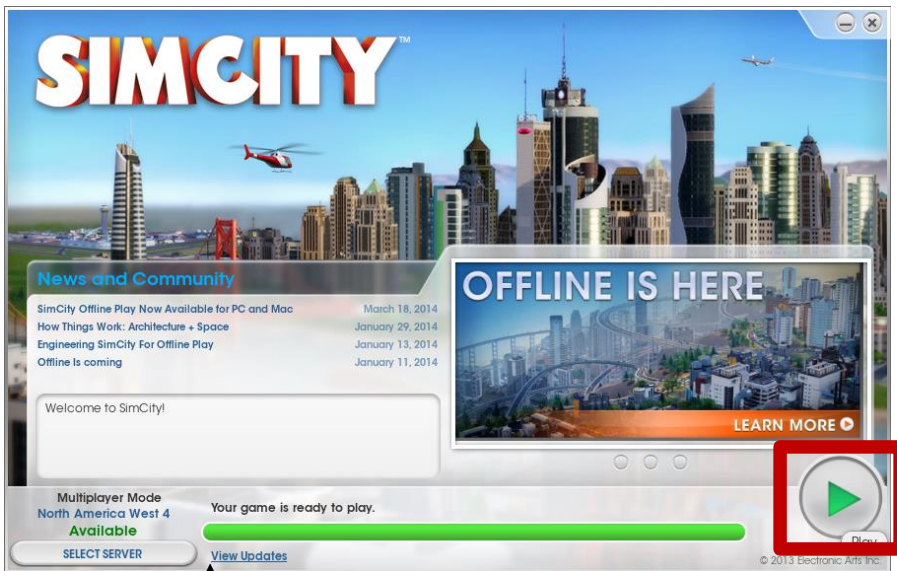 SIMCITY™
News and Community
SimCity Offline Play Now Available for PC and Mac March 18, 2014
How Things Work: Architecture + Space January 29, 2014
Engineering SimCity For Offline Play January 13, 2014
Offline Is coming January 11, 2014
Welcome to SimCity!
OFFLINE IS HERE
LEARN MORE
Multiplayer Mode
North America West 4
Available
SELECT SERVER
Your game is ready to play.
View Updates
Play
© 2013 Electronic Arts Inc.